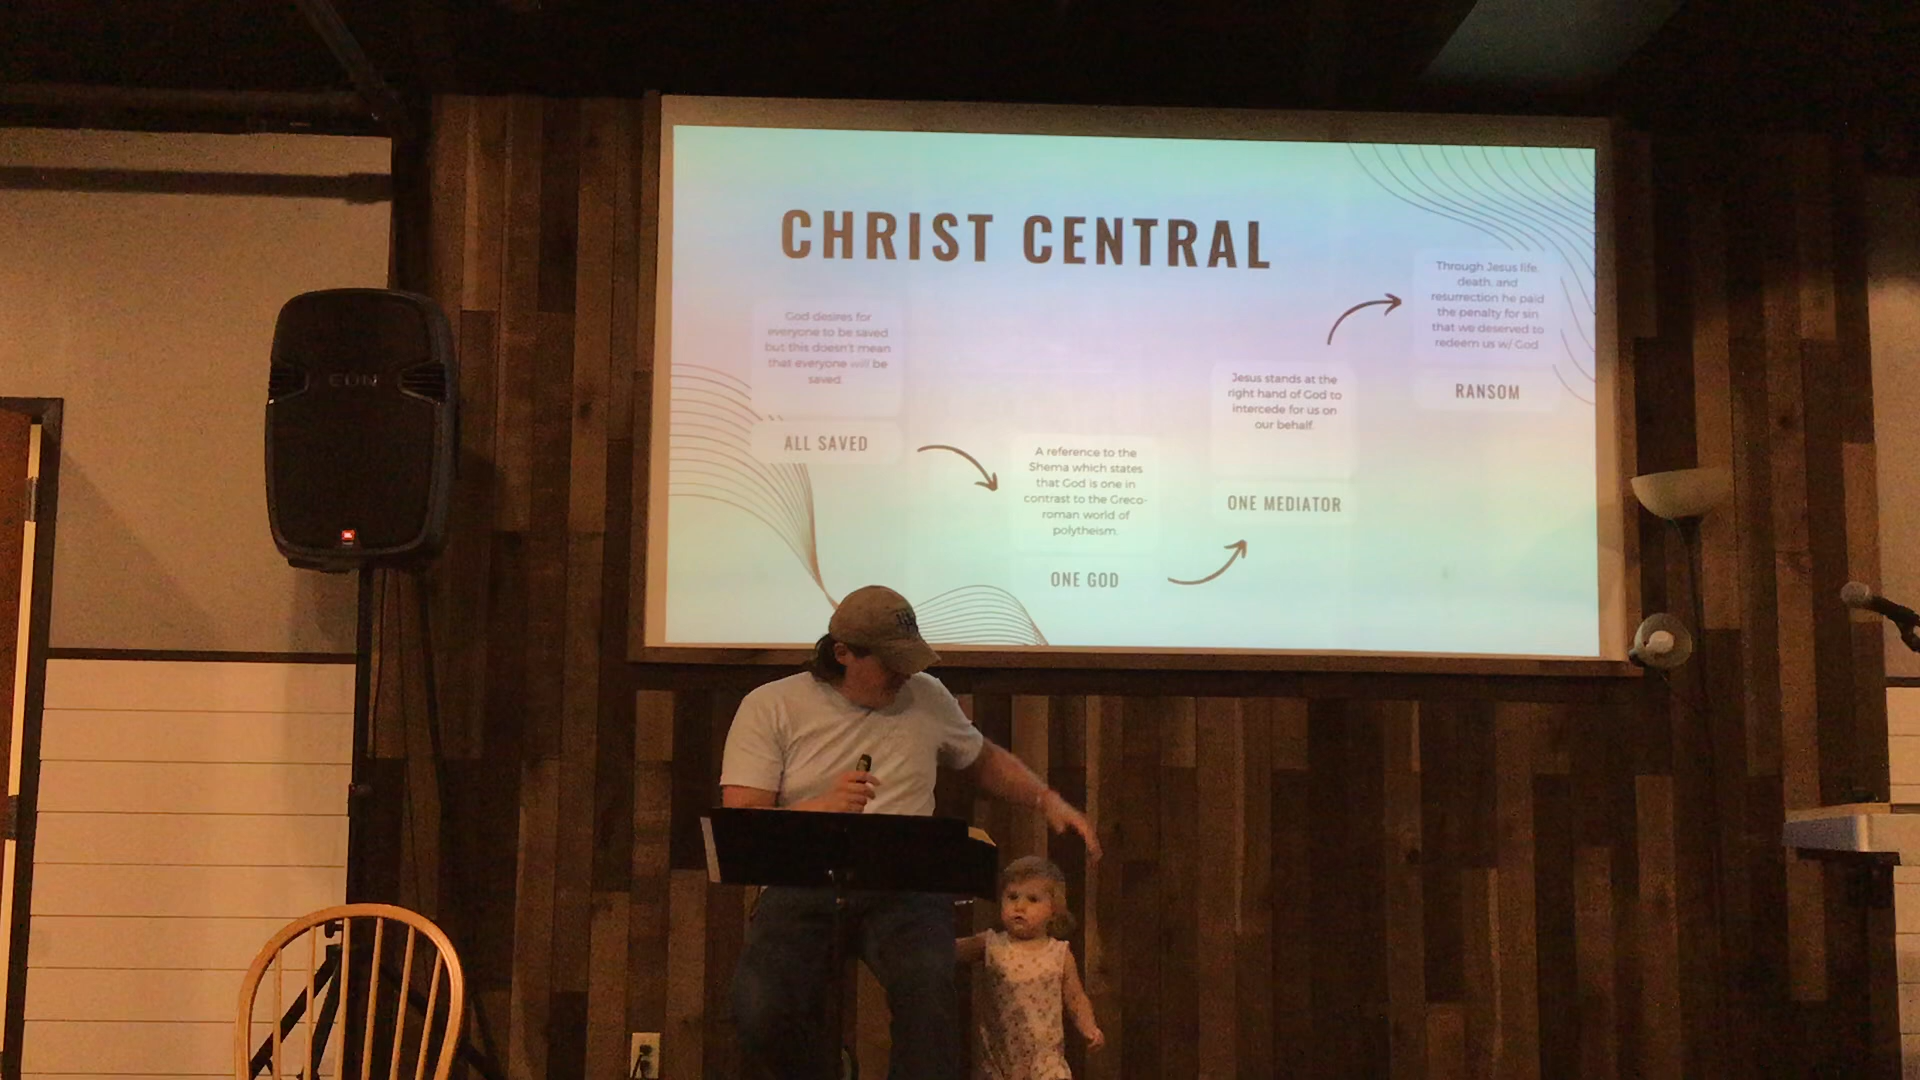 CHRIST CENTRAL
God desires for
everyone to be saved
but this doesn't mean
that everyone will be
saved.
ALL SAVED
A reference to the
Shema which states
that God is one in
contrast to the Greco-
roman world of
polytheism.
ONE GOD
Jesus stands at the
right hand of God to
intercede for us on
our behalf.
ONE MEDIATOR
Through Jesus life,
death, and
resurrection he paid
the penalty for sin
that we deserved to
redeem us w/ God
RANSOM
EON
JBL